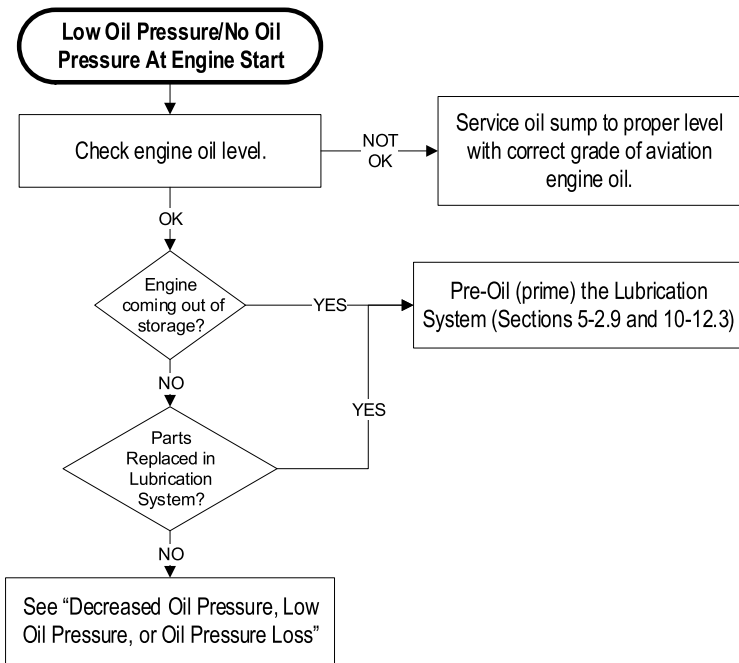 Low Oil Pressure/No Oil
Pressure At Engine Start
Check engine oil level.
NOT
OK
Service oil sump to proper level
with correct grade of aviation
engine oil.
OK
Engine
coming out of
storage?
YES
Pre-Oil (prime) the Lubrication
System (Sections 5-2.9 and 10-12.3)
NO
YES
Parts
Replaced in
Lubrication
System?
NO
See “Decreased Oil Pressure, Low
Oil Pressure, or Oil Pressure Loss”